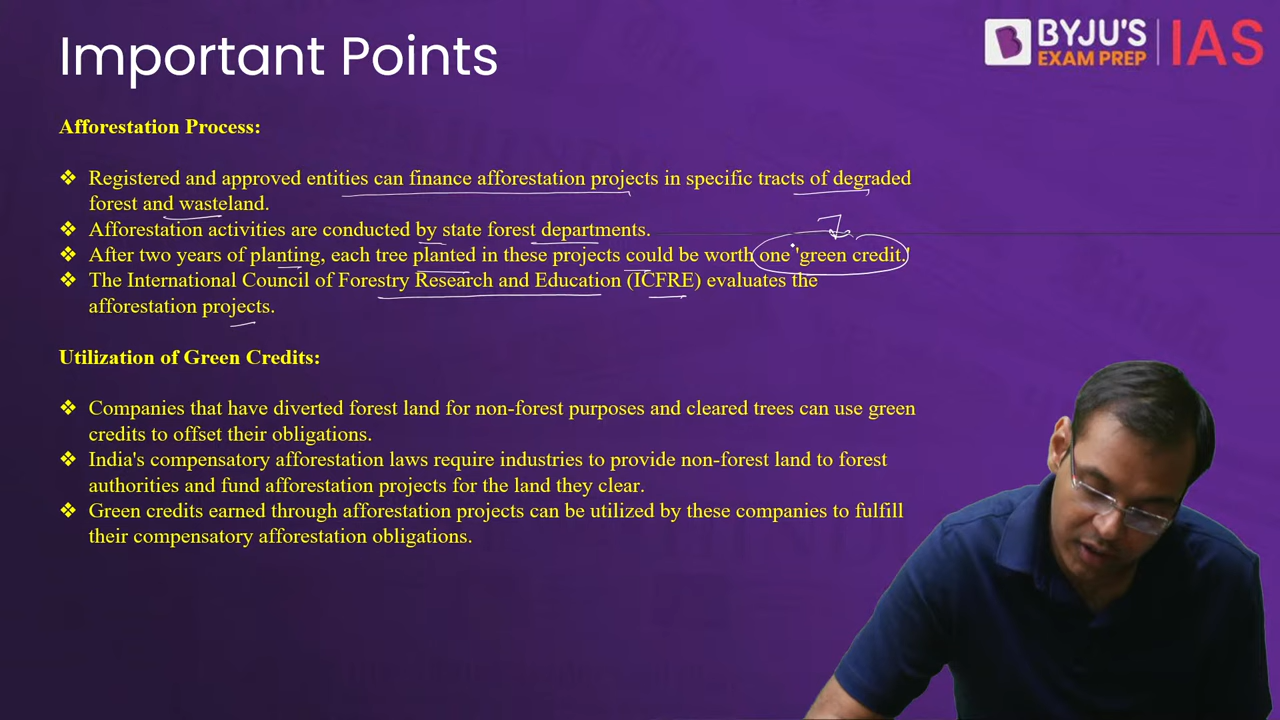 Important Points
BYJU'S
EXAM PREP
IAS
Afforestation Process:
❖ Registered and approved entities can finance afforestation projects in specific tracts of degraded
forest and wasteland.
❖ Afforestation activities are conducted by state forest departments.
❖ After two years of planting, each tree planted in these projects could be worth one 'green credit.'
❖ The International Council of Forestry Research and Education (ICFRE) evaluates the
afforestation projects.
Utilization of Green Credits:
❖ Companies that have diverted forest land for non-forest purposes and cleared trees can use green
credits to offset their obligations.
❖ India's compensatory afforestation laws require industries to provide non-forest land to forest
authorities and fund afforestation projects for the land they clear.
❖ Green credits earned through afforestation projects can be utilized by these companies to fulfill
their compensatory afforestation obligations.